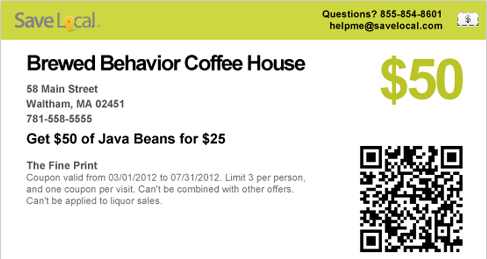 Save Local™
Questions? 855-854-8601
helpme@savelocal.com
$
Brewed Behavior Coffee House
$50
58 Main Street
Waltham, MA 02451
781-558-5555
Get $50 of Java Beans for $25
The Fine Print
Coupon valid from 03/01/2012 to 07/31/2012. Limit 3 per person,
and one coupon per visit. Can't be combined with other offers.
Can't be applied to liquor sales.